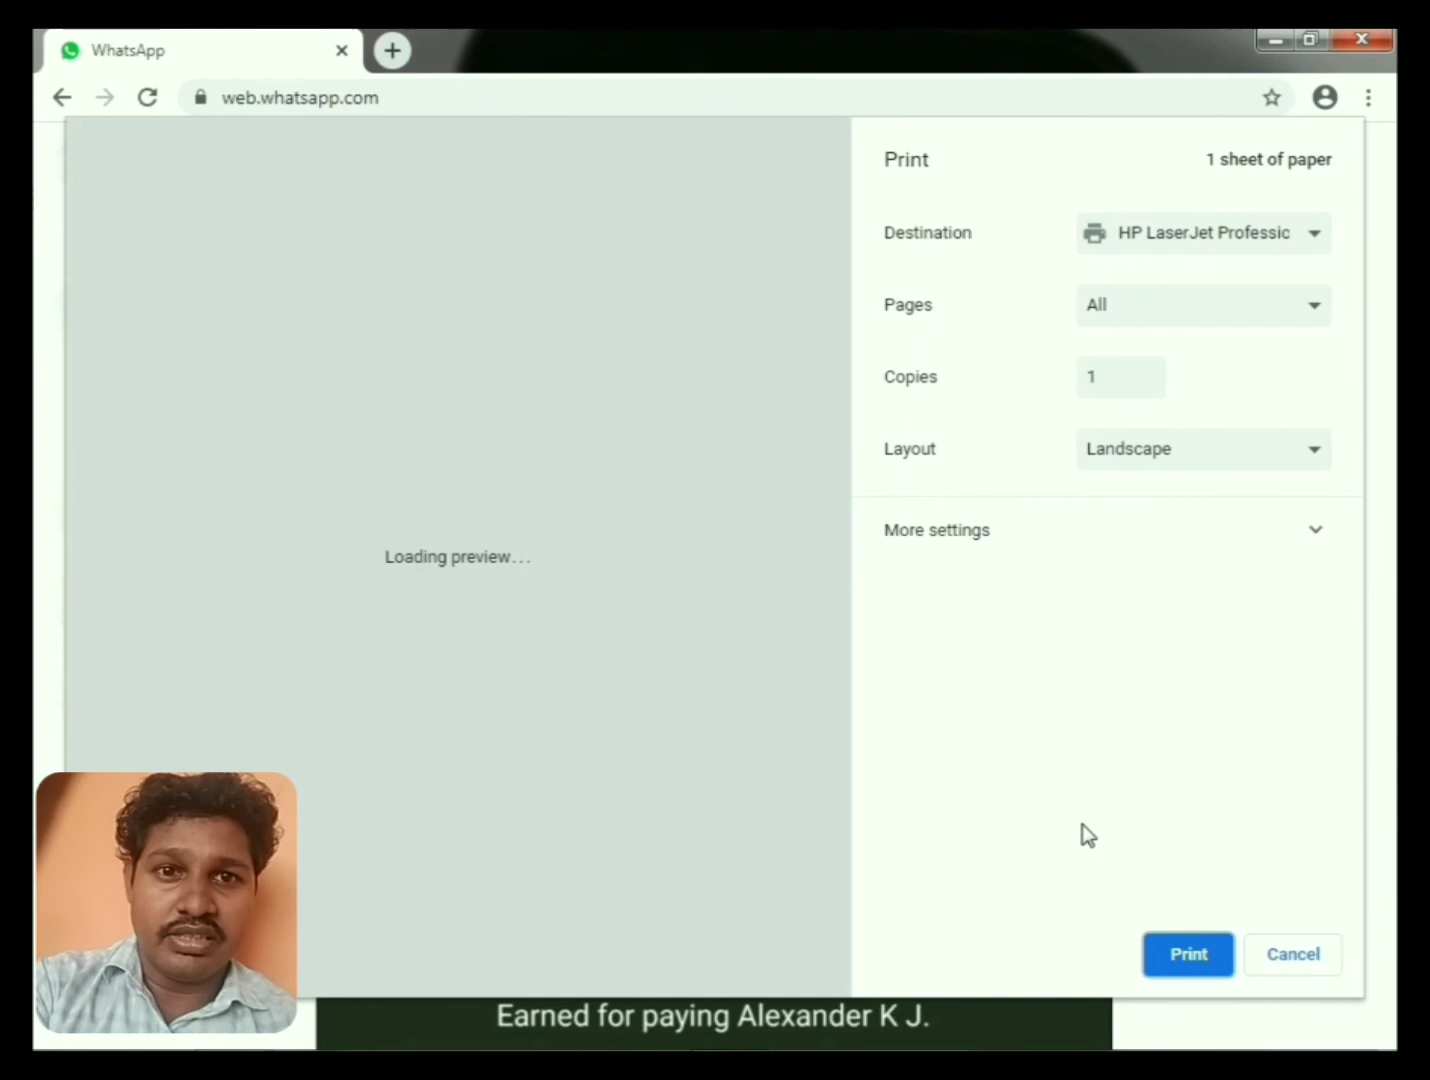 WhatsApp
web.whatsapp.com
Print
1 sheet of paper
Destination
HP LaserJet Professic
Pages
All
Copies
1
Layout
Landscape
More settings
Loading preview...
Print
Cancel
Earned for paying Alexander K J.